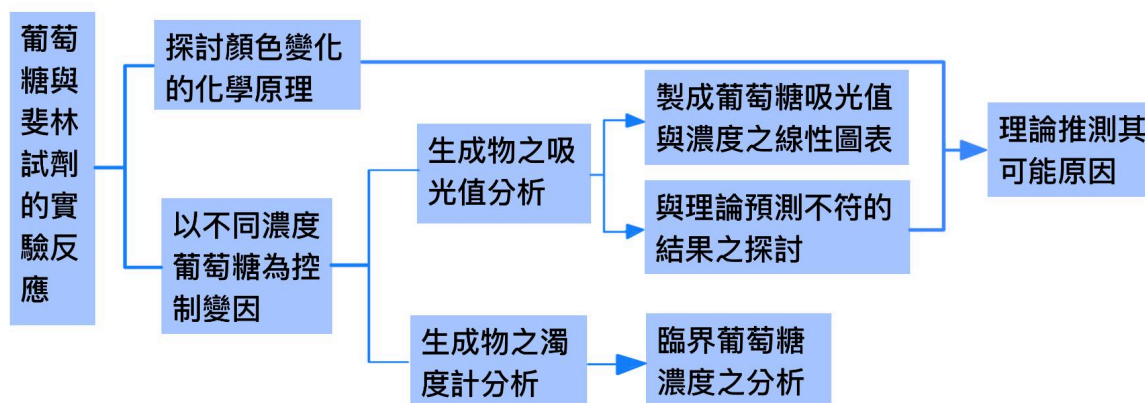 葡萄
糖與
斐林
試劑
的實
驗反
應
探討顏色變化
的化學原理
以不同濃度
葡萄糖為控
制變因
生成物之吸
光值分析
生成物之濁
度計分析
製成葡萄糖吸光值
與濃度之線性圖表
與理論預測不符的
結果之探討
臨界葡萄糖
濃度之分析
理論推測其
可能原因